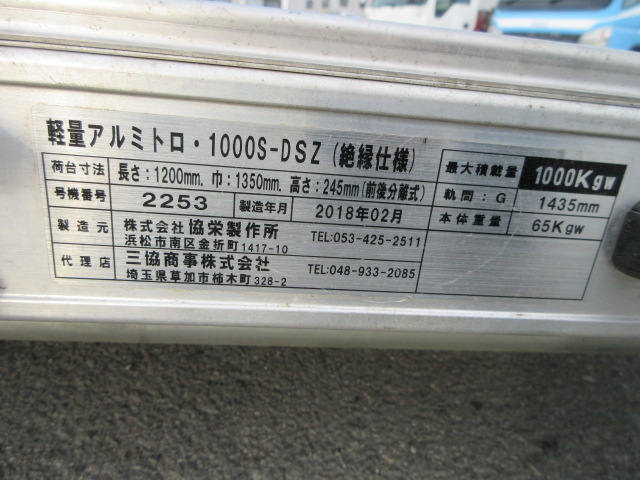 軽量アルミトロ・1000S-DSZ(絶縁仕様)
荷台寸法 長さ:1200mm. 巾:1350mm. 高さ:245mm(前後分離式)
号機番号 2253 製造年月 2018年02月
製造元 株式会社 協栄製作所
浜松市南区金折町1417-10 TEL:053-425-2511
代理店 三協商事株式会社
埼玉県草加市柿木町328-2 TEL:048-933-2085
最大積載量 1000Kgw
軌間:G 1435mm
本体重量 65Kgw